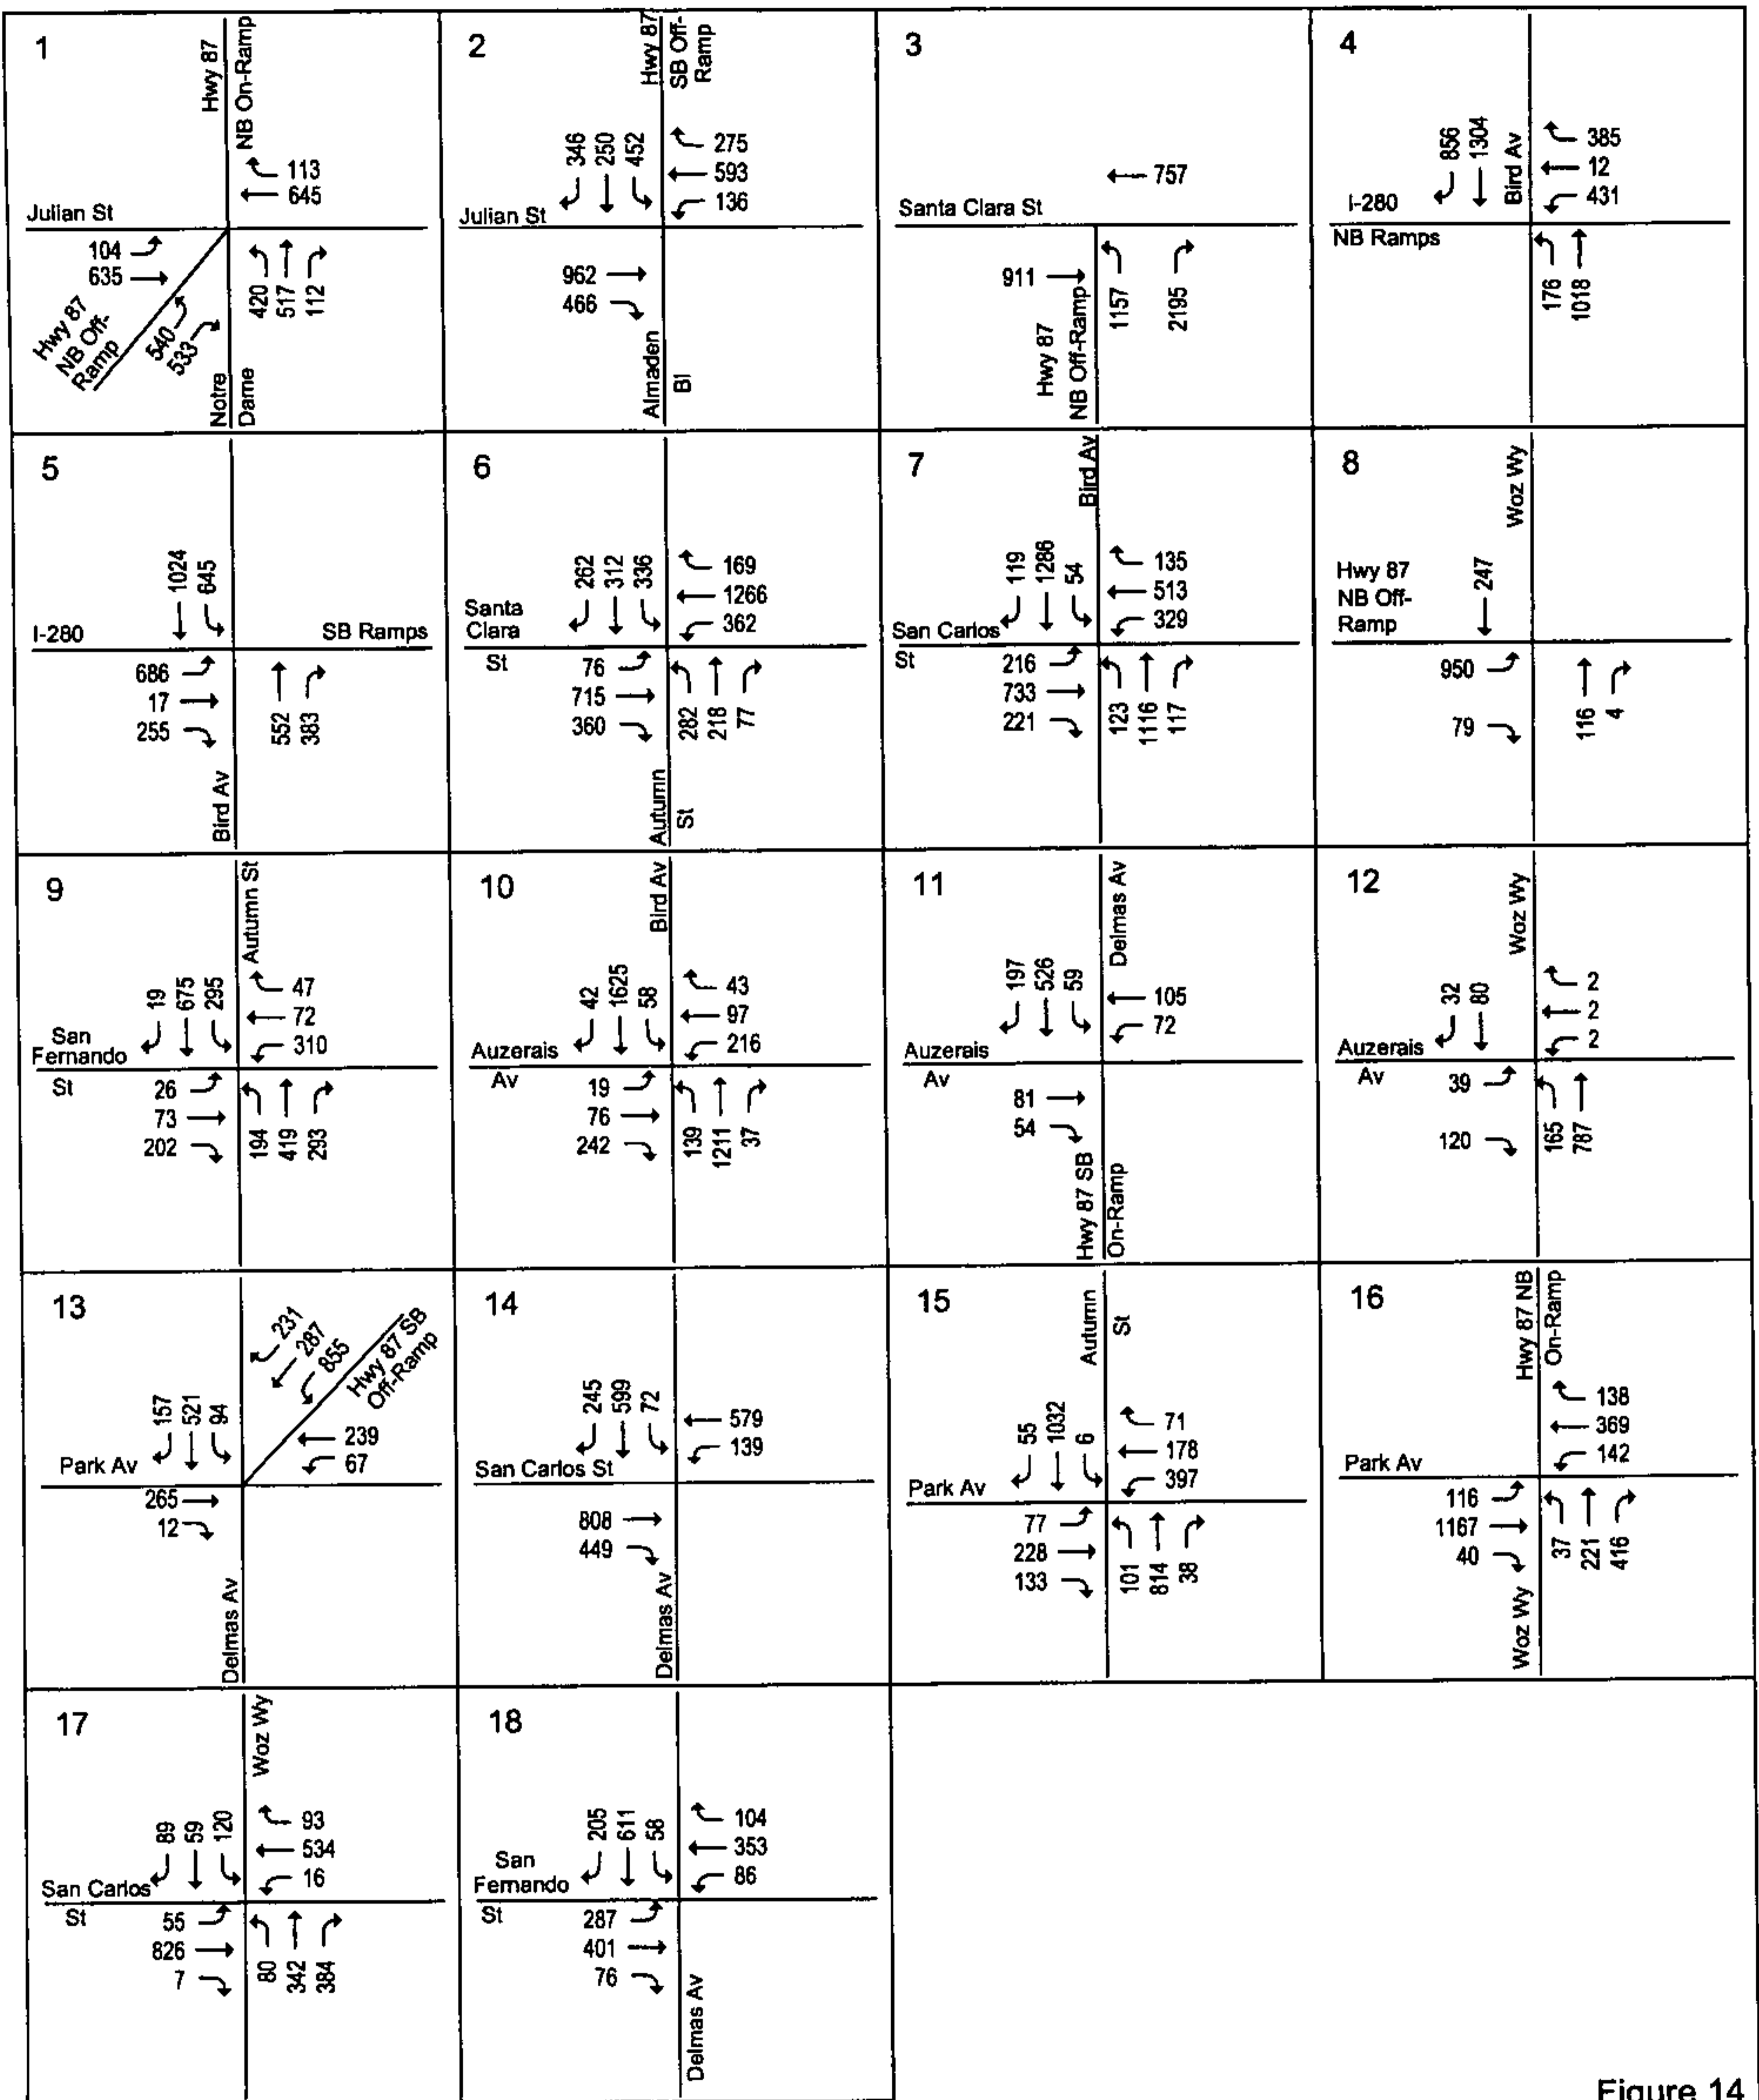 1
Hwy 87
NB On-Ramp
113
645
Julian St
104
635
Hwy 87
NB Off-
Ramp
540
533
420
517
112
Notre
Dame
2
Hwy 87
SB Off-
Ramp
346
250
452
275
593
136
Julian St
962
466
Almaden
Bl
3
757
Santa Clara St
911
Hwy 87
NB Off-Ramp
1157
2195
4
856
1304
Bird Av
385
12
431
I-280
NB Ramps
176
1018
5
1024
645
I-280
SB Ramps
686
17
255
552
383
Bird Av
6
262
312
336
169
1266
362
Santa
Clara
St
76
715
360
282
218
77
Autumn
St
7
Bird Av
119
1286
54
135
513
329
San Carlos
St
216
733
221
123
1116
117
8
Woz Wy
Hwy 87
NB Off-
Ramp
247
950
79
116
4
9
Autumn St
19
675
295
47
72
310
San
Fernando
St
26
73
202
194
419
293
10
Bird Av
42
1625
58
43
97
216
Auzerais
Av
19
76
242
139
1211
37
11
Delmas Av
197
526
59
105
72
Auzerais
Av
81
54
Hwy 87 SB
On-Ramp
12
Woz Wy
32
80
2
2
2
Auzerais
Av
39
120
165
787
13
231
287
855
Hwy 87 SB
Off-Ramp
157
521
94
239
67
Park Av
265
12
Delmas Av
14
245
599
72
579
139
San Carlos St
808
449
Delmas Av
15
Autumn
St
55
1032
6
71
178
397
Park Av
77
228
133
101
814
38
16
Hwy 87 NB
On-Ramp
138
369
142
Park Av
116
1167
40
37
221
416
Woz Wy
17
Woz Wy
89
59
120
93
534
16
San Carlos
St
55
826
7
80
342
384
18
205
611
58
104
353
86
San
Fernando
St
287
401
76
Delmas Av
Figure 14